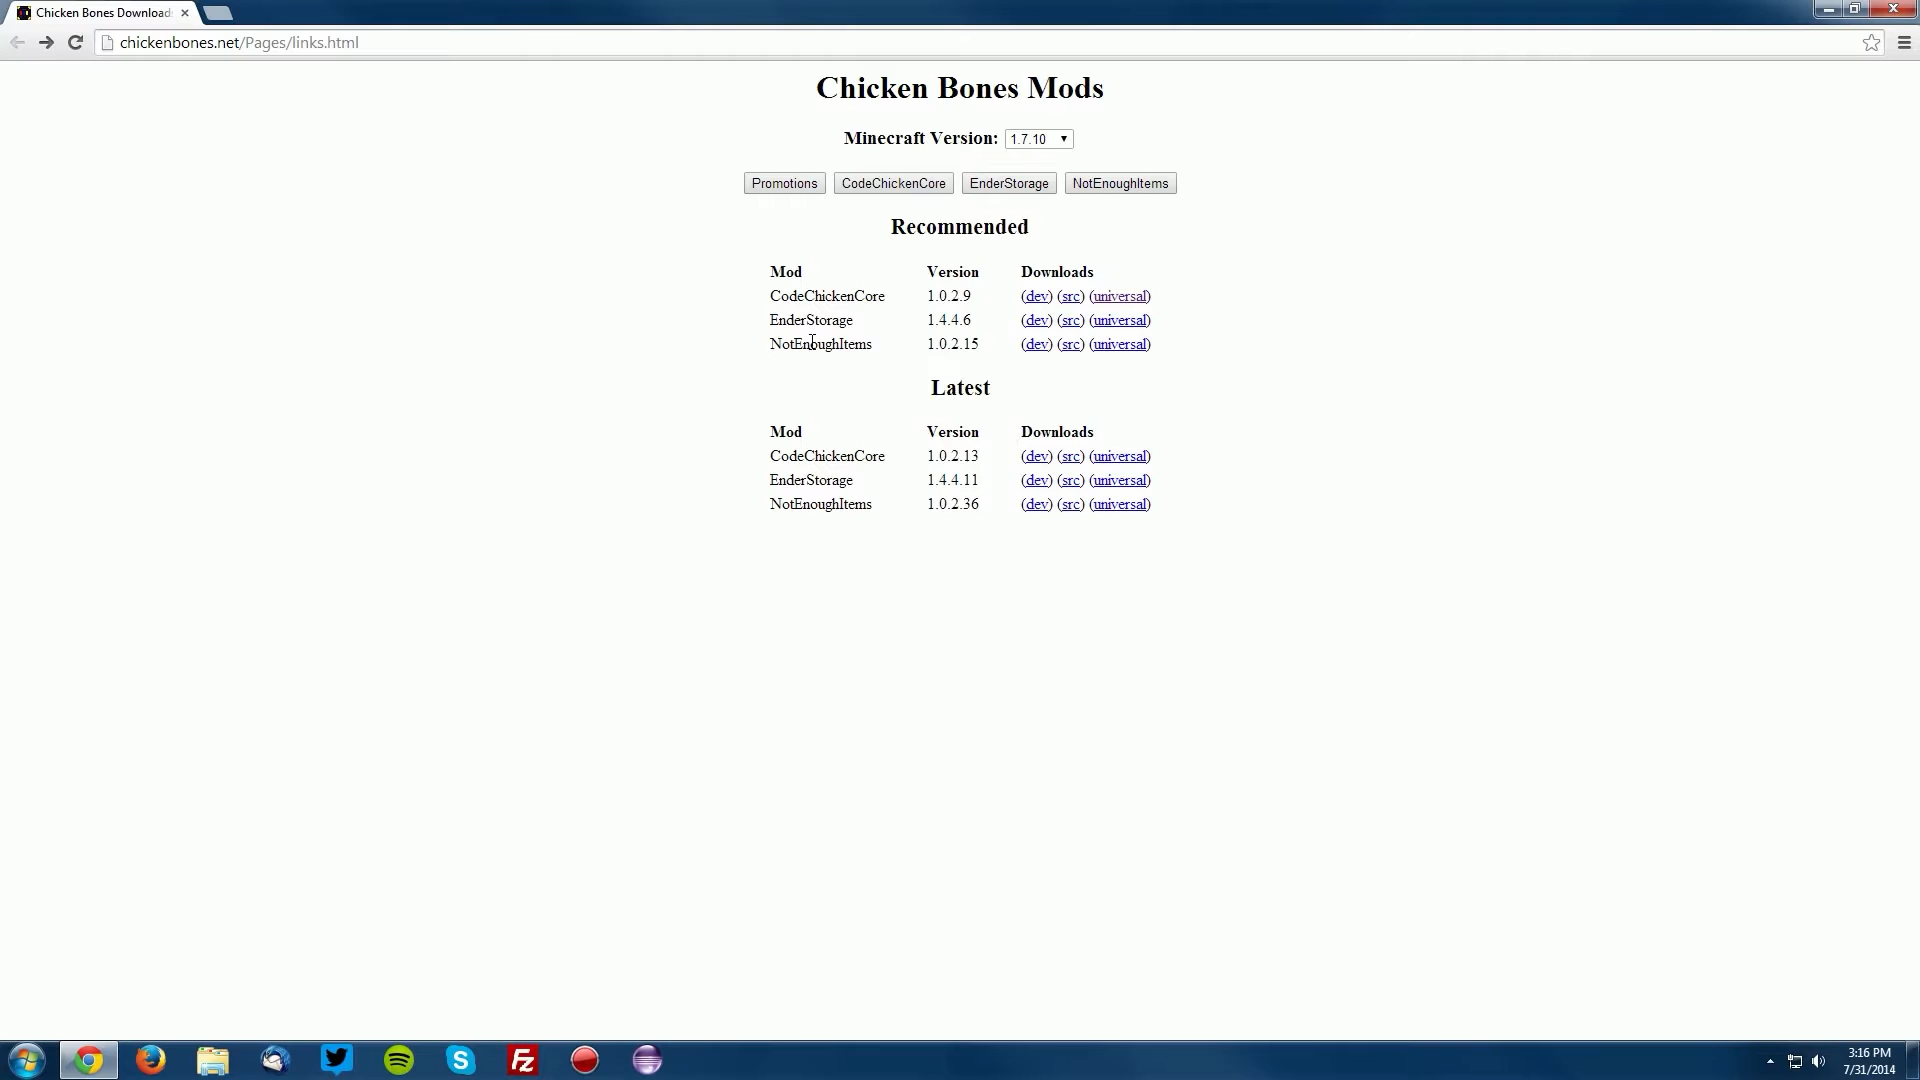 Chicken Bones Download
chickenbones.net/Pages/links.html
Chicken Bones Mods
Minecraft Version: 1.7.10
Promotions CodeChickenCore EnderStorage NotEnoughItems
Recommended
Mod Version Downloads
CodeChickenCore 1.0.2.9 (dev) (src) (universal)
EnderStorage 1.4.4.6 (dev) (src) (universal)
NotEnoughItems 1.0.2.15 (dev) (src) (universal)
Latest
Mod Version Downloads
CodeChickenCore 1.0.2.13 (dev) (src) (universal)
EnderStorage 1.4.4.11 (dev) (src) (universal)
NotEnoughItems 1.0.2.36 (dev) (src) (universal)
S Fz 3:16 PM
7/31/2014